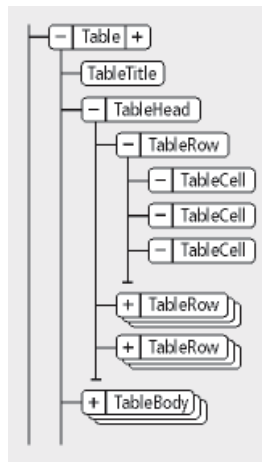 − Table +
TableTitle
− TableHead
− TableRow
− TableCell
− TableCell
− TableCell
+ TableRow
+ TableRow
+ TableBody